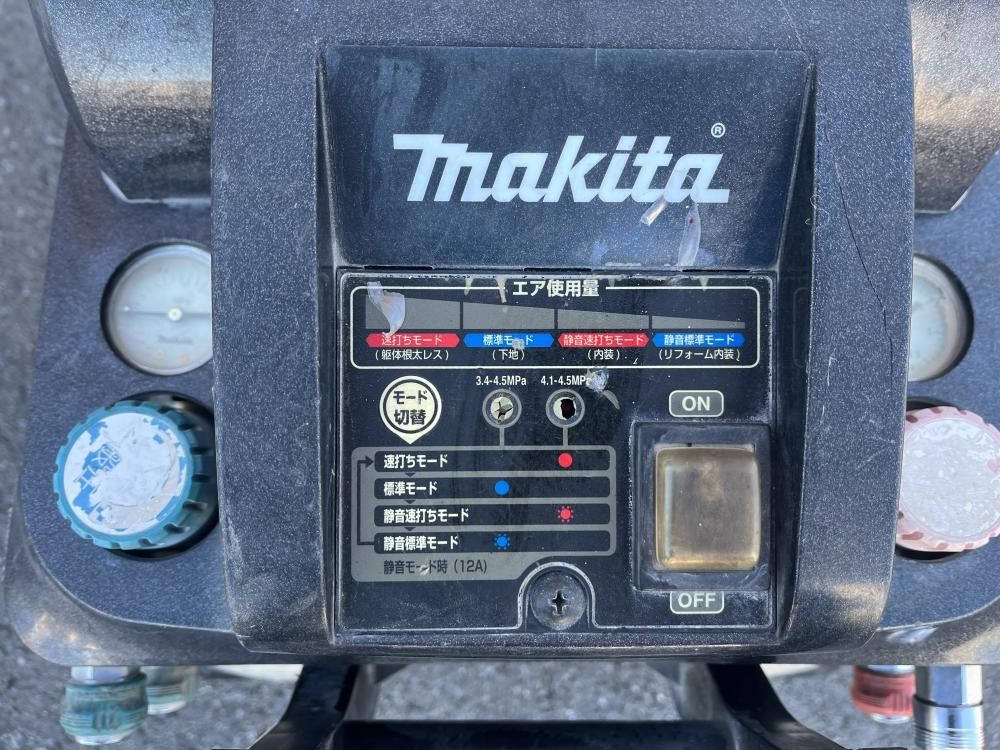 makita®
エア使用量
速打ちモード 標準モード 静音速打ちモード 静音標準モード
(躯体根太レス) (下地) (内装) (リフォーム内装)
モード
切替
3.4-4.5MPa 4.1-4.5MPa
ON
速打ちモード
標準モード
静音速打ちモード
静音標準モード
静音モード時(12A)
OFF